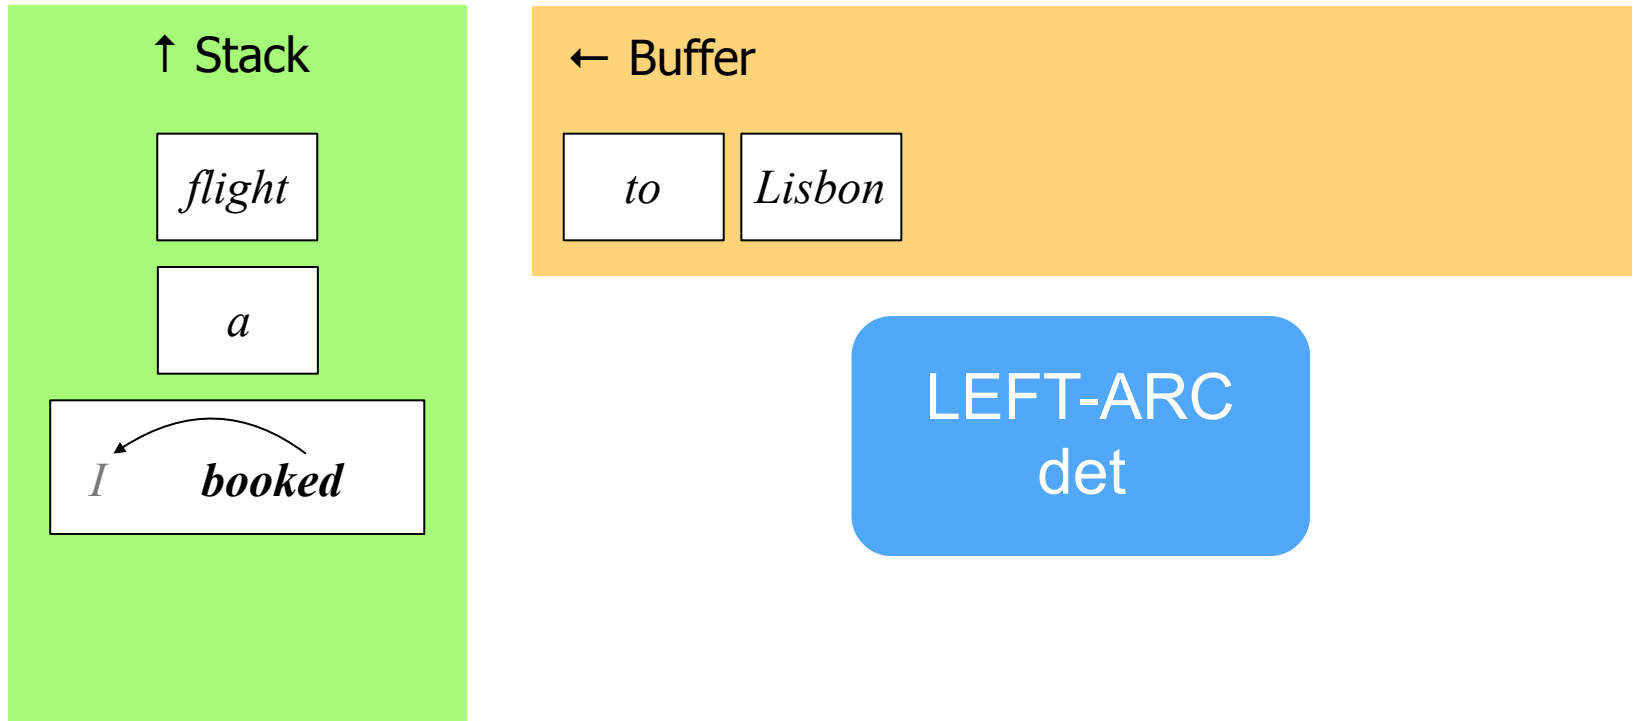 ↑ Stack
flight
a
I booked
← Buffer
to Lisbon
LEFT-ARC
det